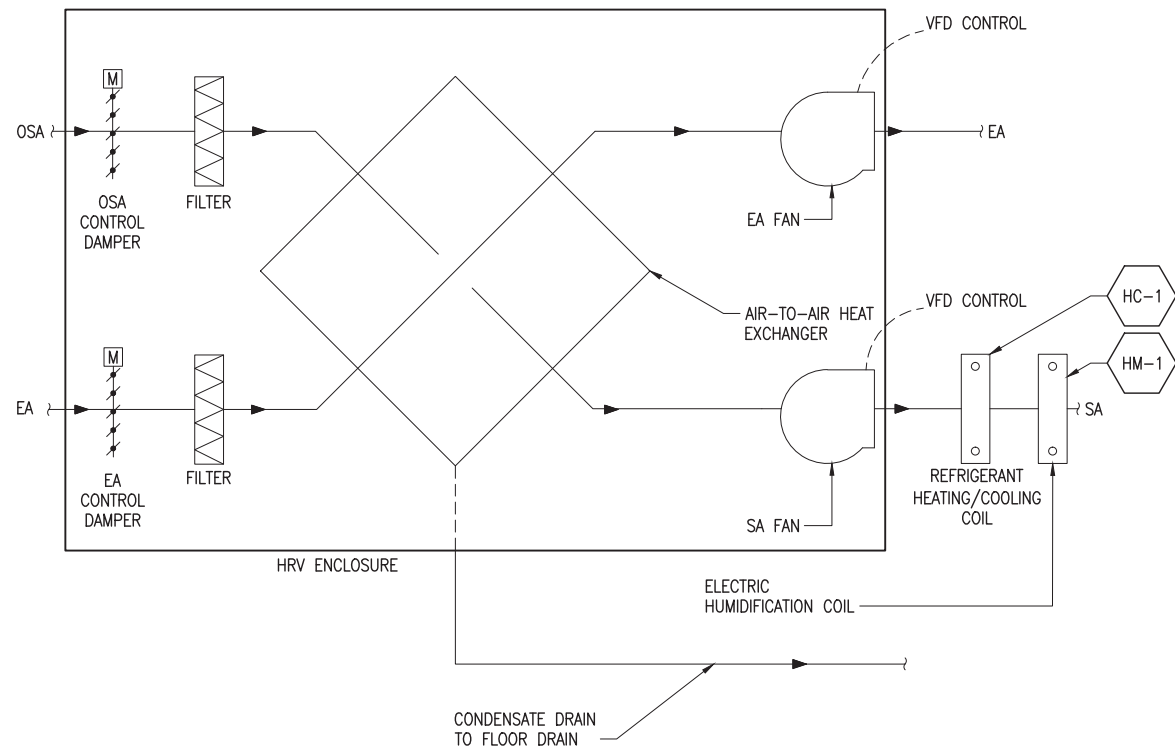 VFD CONTROL
M
OSA
EA
OSA
CONTROL
DAMPER
FILTER
EA FAN
HC-1
VFD CONTROL
AIR-TO-AIR HEAT
EXCHANGER
M
HM-1
EA
SA
EA
CONTROL
DAMPER
FILTER
REFRIGERANT
HEATING/COOLING
COIL
SA FAN
HRV ENCLOSURE
ELECTRIC
HUMIDIFICATION COIL
CONDENSATE DRAIN
TO FLOOR DRAIN